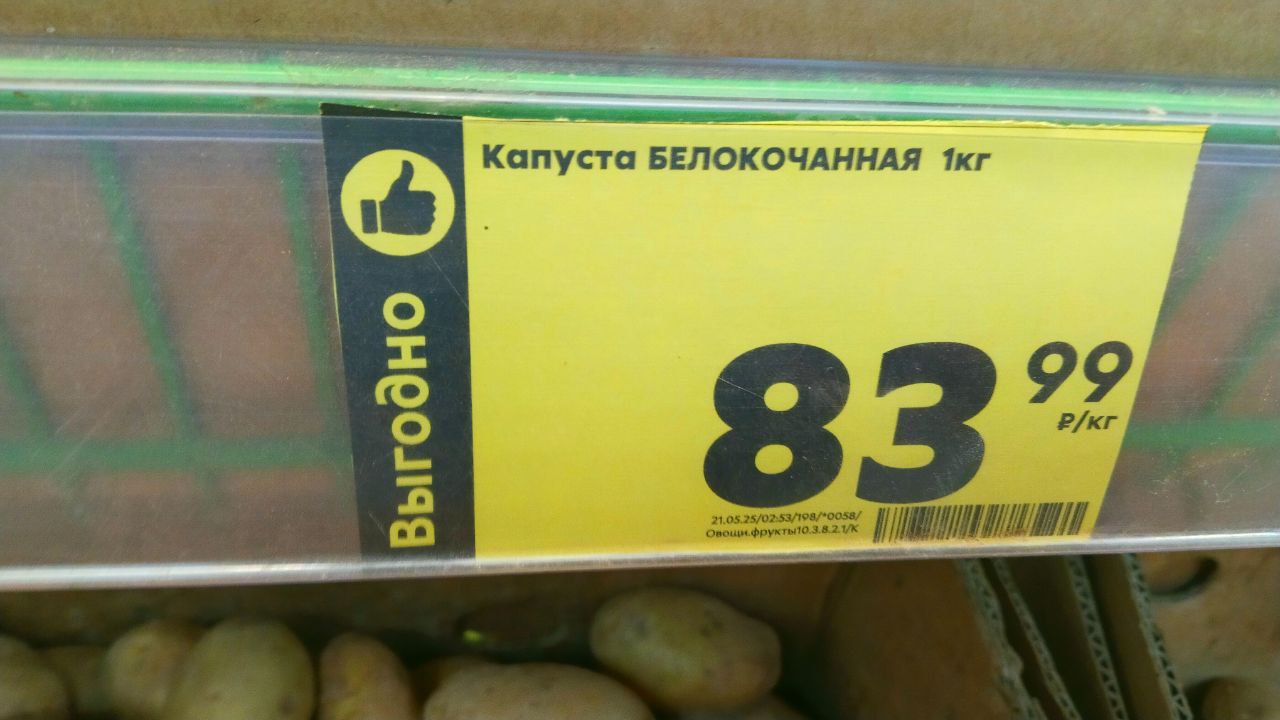 Капуста БЕЛОКОЧАННАЯ 1кг
Выгодно
83 99
₽/кг
21.05.25/02:53/198/*0058/
Овощи.фрукты10.3.8.2.1/К